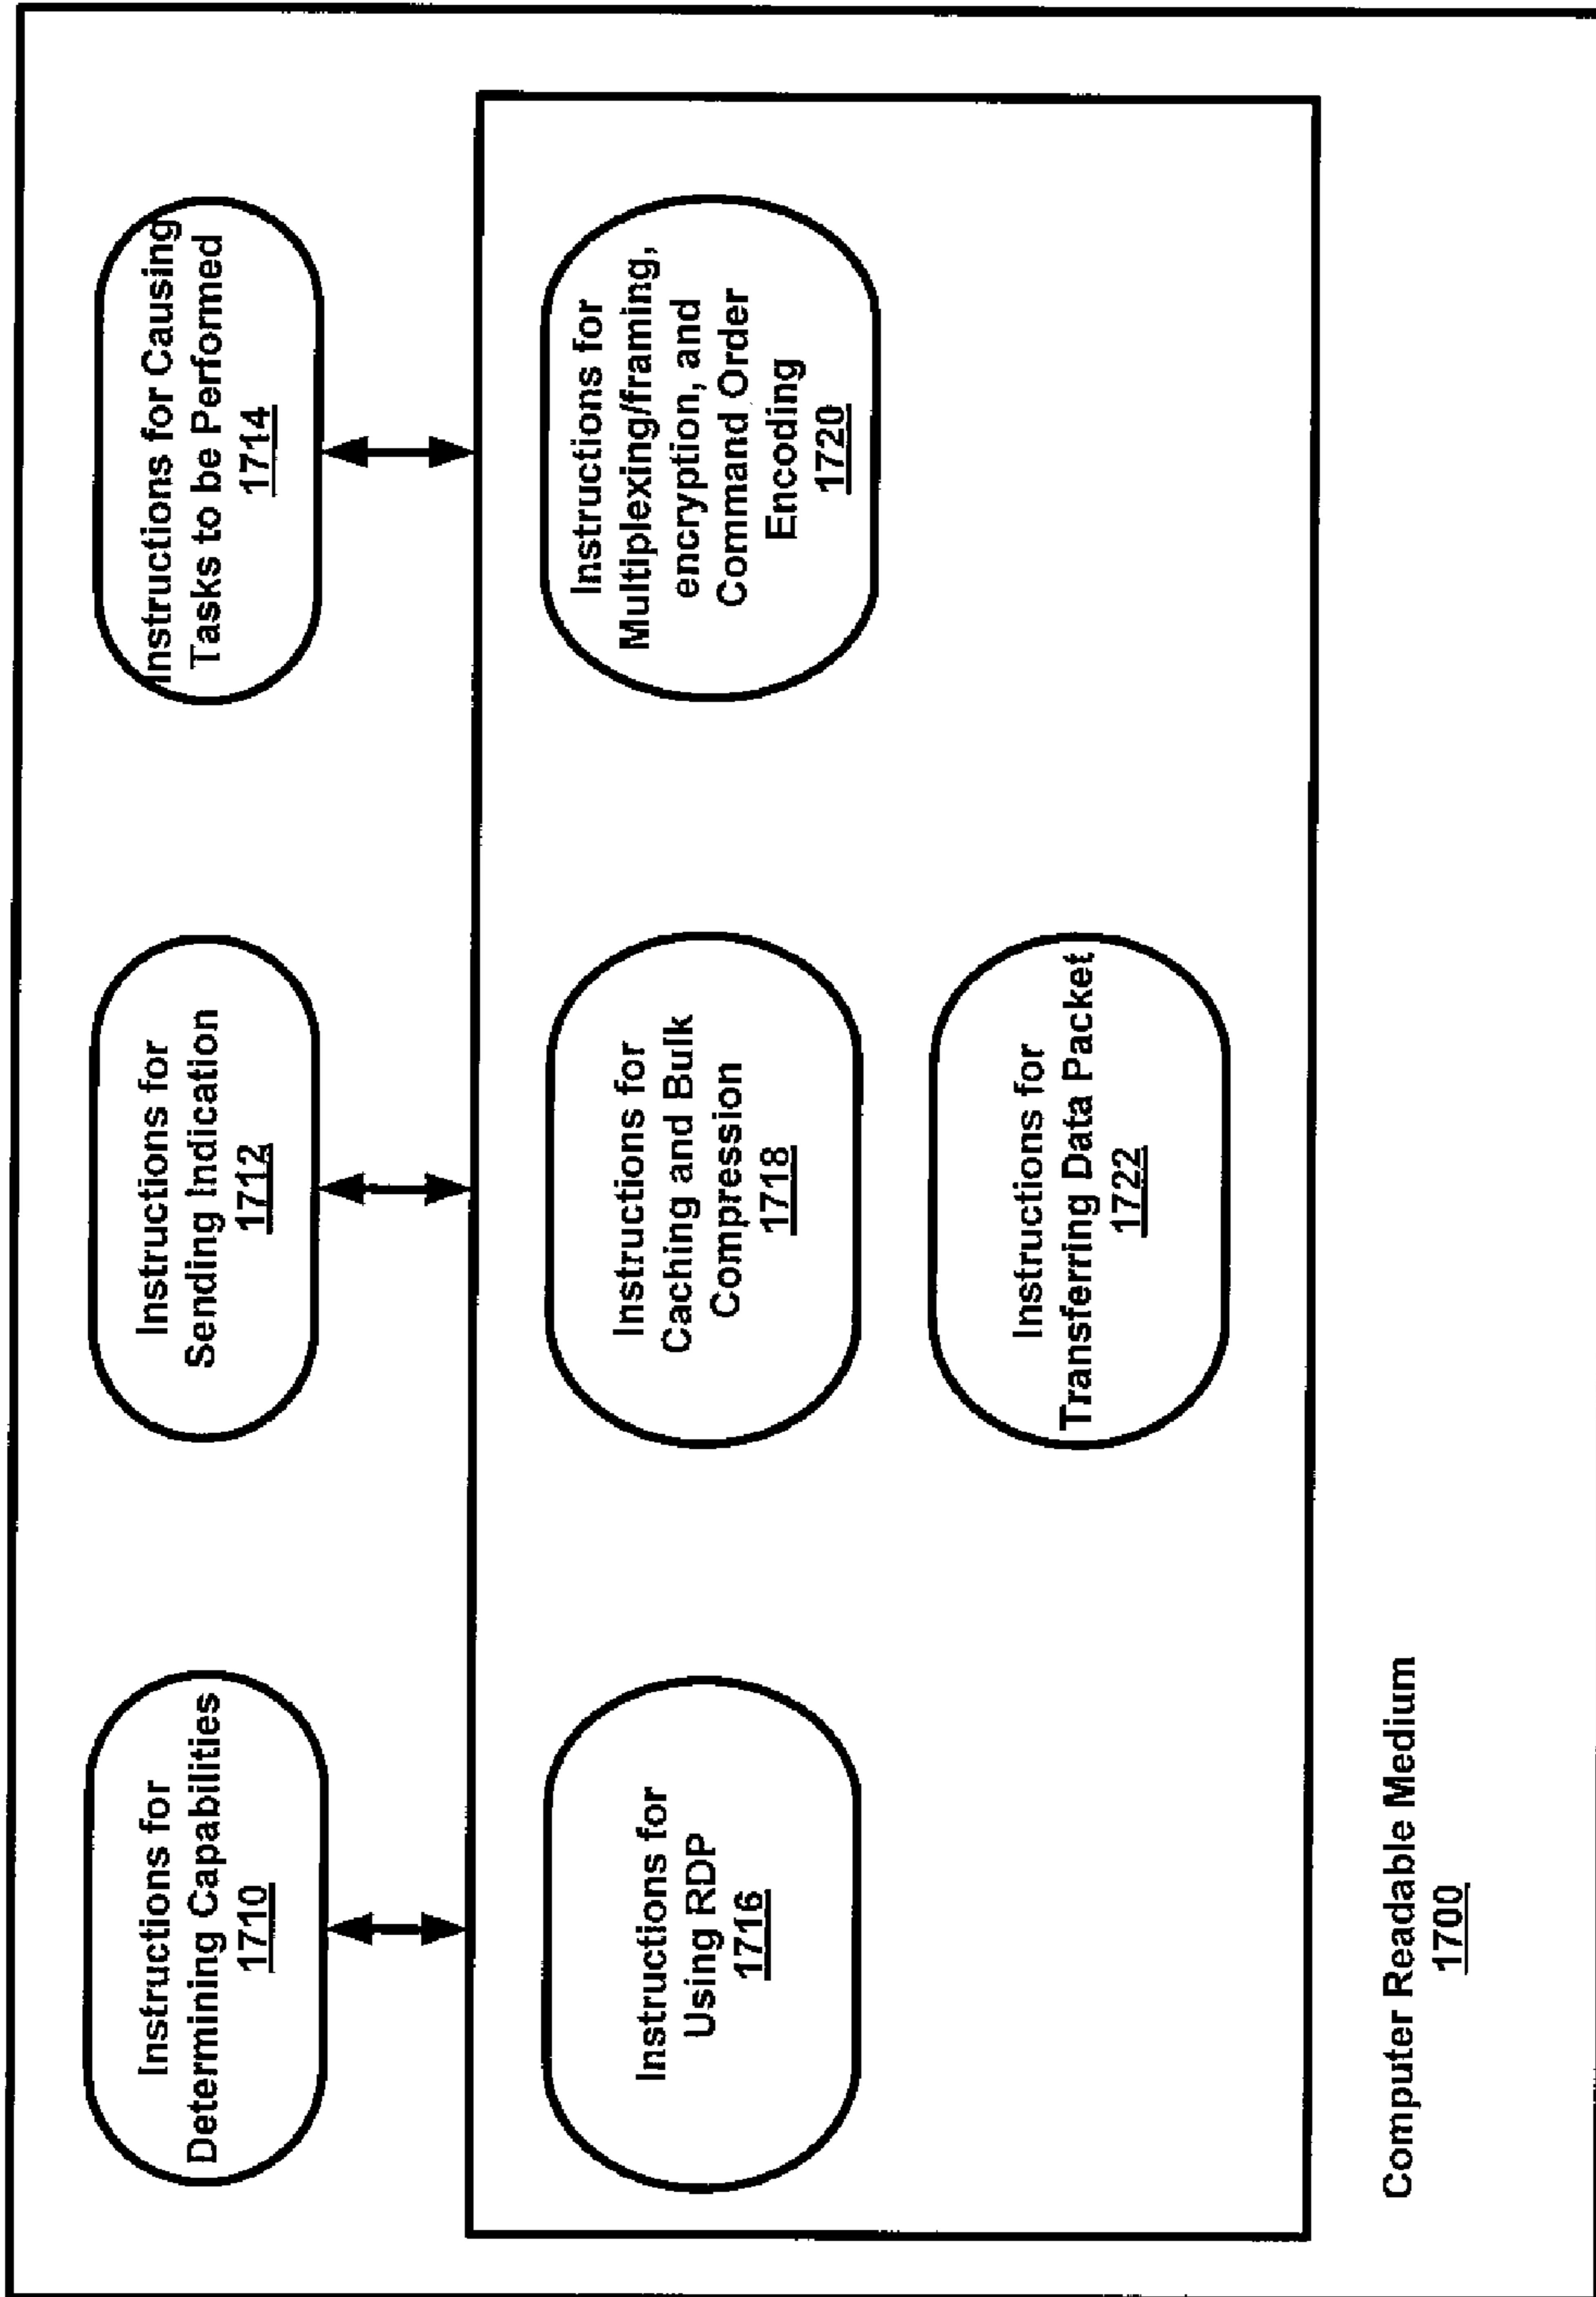 Instructions for
Determining Capabilities
1710
Instructions for
Sending Indication
1712
Instructions for Causing
Tasks to be Performed
1714
Instructions for
Using RDP
1716
Instructions for
Caching and Bulk
Compression
1718
Instructions for
Multiplexing/framing,
encryption, and
Command Order
Encoding
1720
Instructions for
Transferring Data Packet
1722
Computer Readable Medium
1700